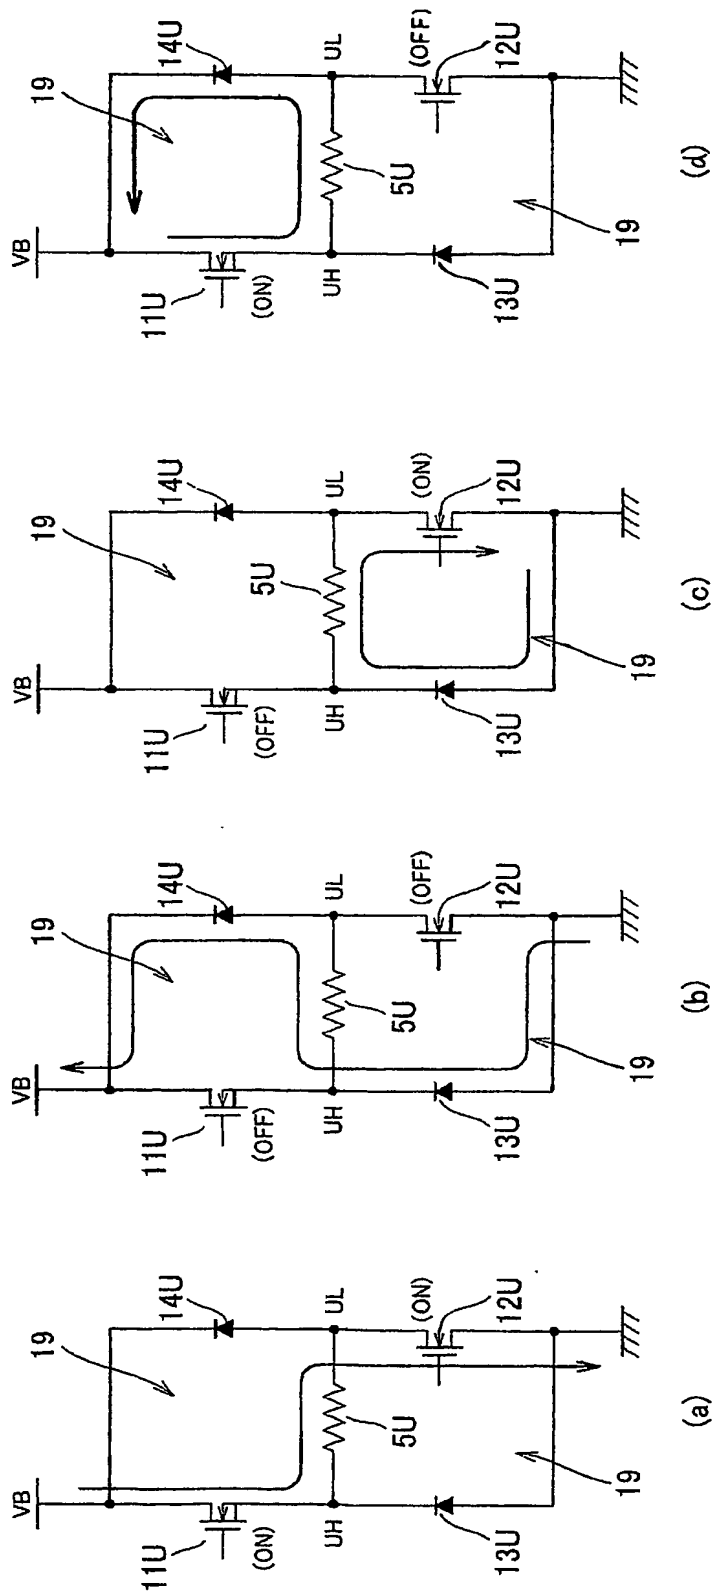 VB
19
14U
11U
(ON)
UH
UL
5U
(ON)
12U
13U
19
(a)
VB
19
14U
11U
(OFF)
UH
UL
5U
(OFF)
12U
13U
19
(b)
VB
19
14U
11U
(OFF)
UH
UL
5U
(ON)
12U
13U
19
(c)
VB
19
14U
11U
(ON)
UH
UL
5U
(OFF)
12U
13U
19
(d)